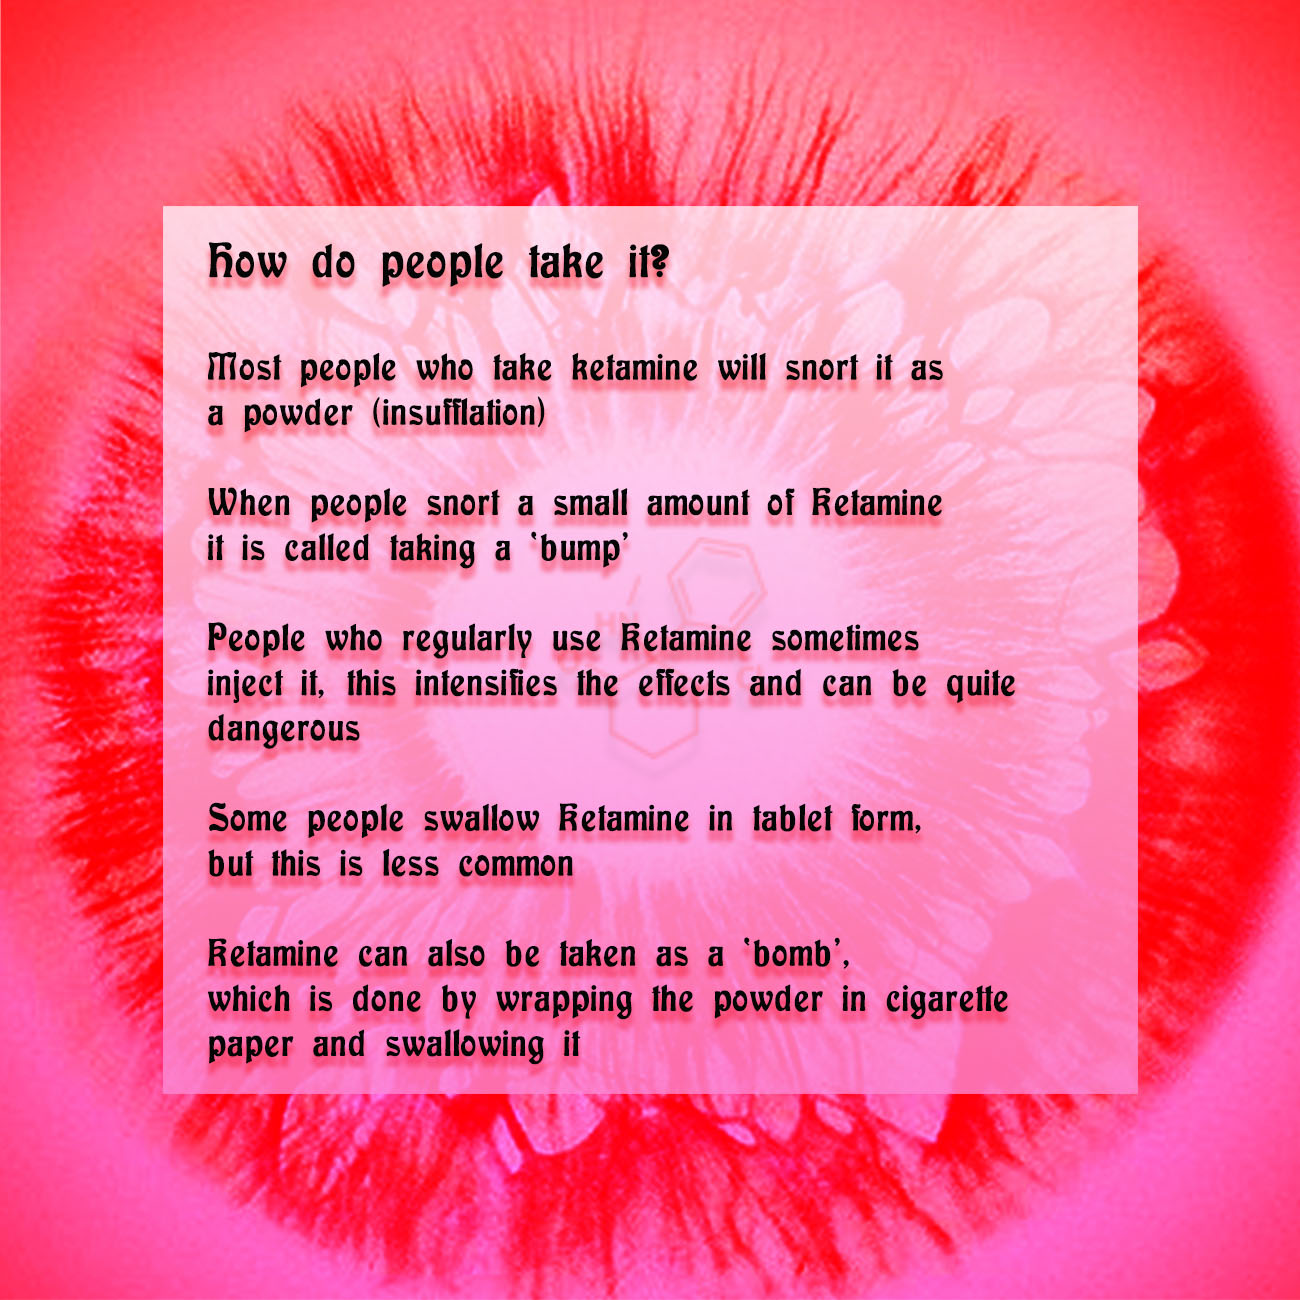 How do people take it?
Most people who take ketamine will snort it as
a powder (insufflation)
When people snort a small amount of Ketamine
it is called taking a ‘bump’
People who regularly use Ketamine sometimes
inject it, this intensifies the effects and can be quite
dangerous
HN
Some people swallow Ketamine in tablet form,
but this is less common
Ketamine can also be taken as a ‘bomb’,
which is done by wrapping the powder in cigarette
paper and swallowing it